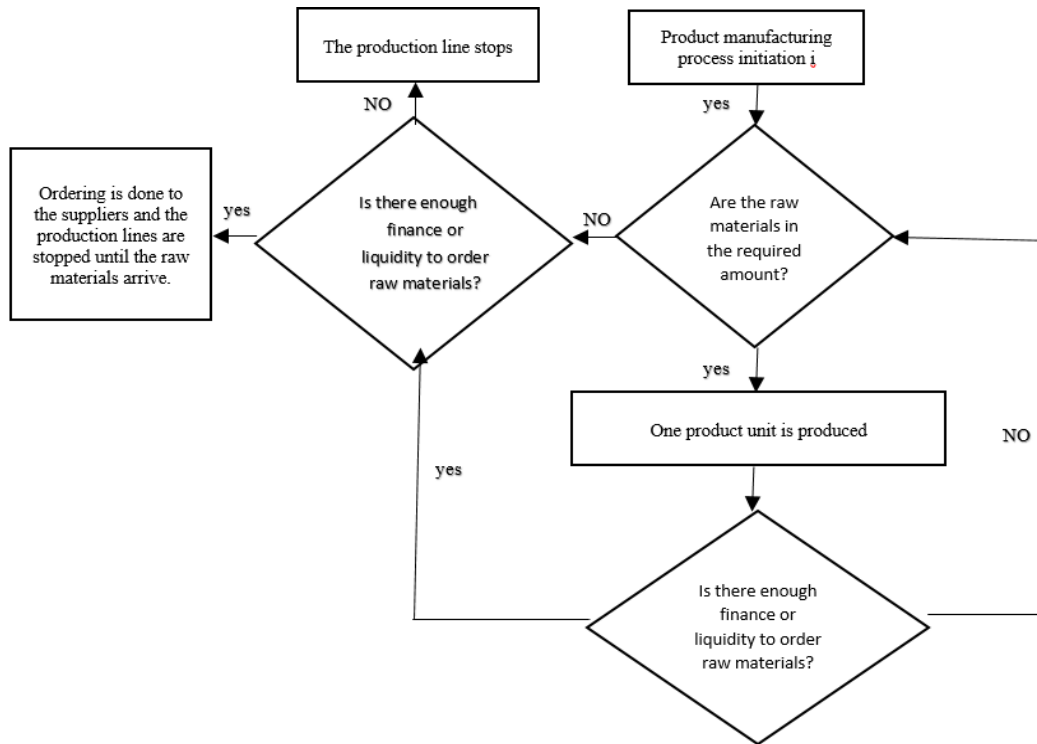 The production line stops
Product manufacturing
process initiation i
NO
yes
Ordering is done to
the suppliers and the
production lines are
stopped until the raw
materials arrive.
yes
Is there enough
finance or
liquidity to order
raw materials?
NO
Are the raw
materials in
the required
amount?
yes
One product unit is produced
NO
yes
Is there enough
finance or
liquidity to order
raw materials?